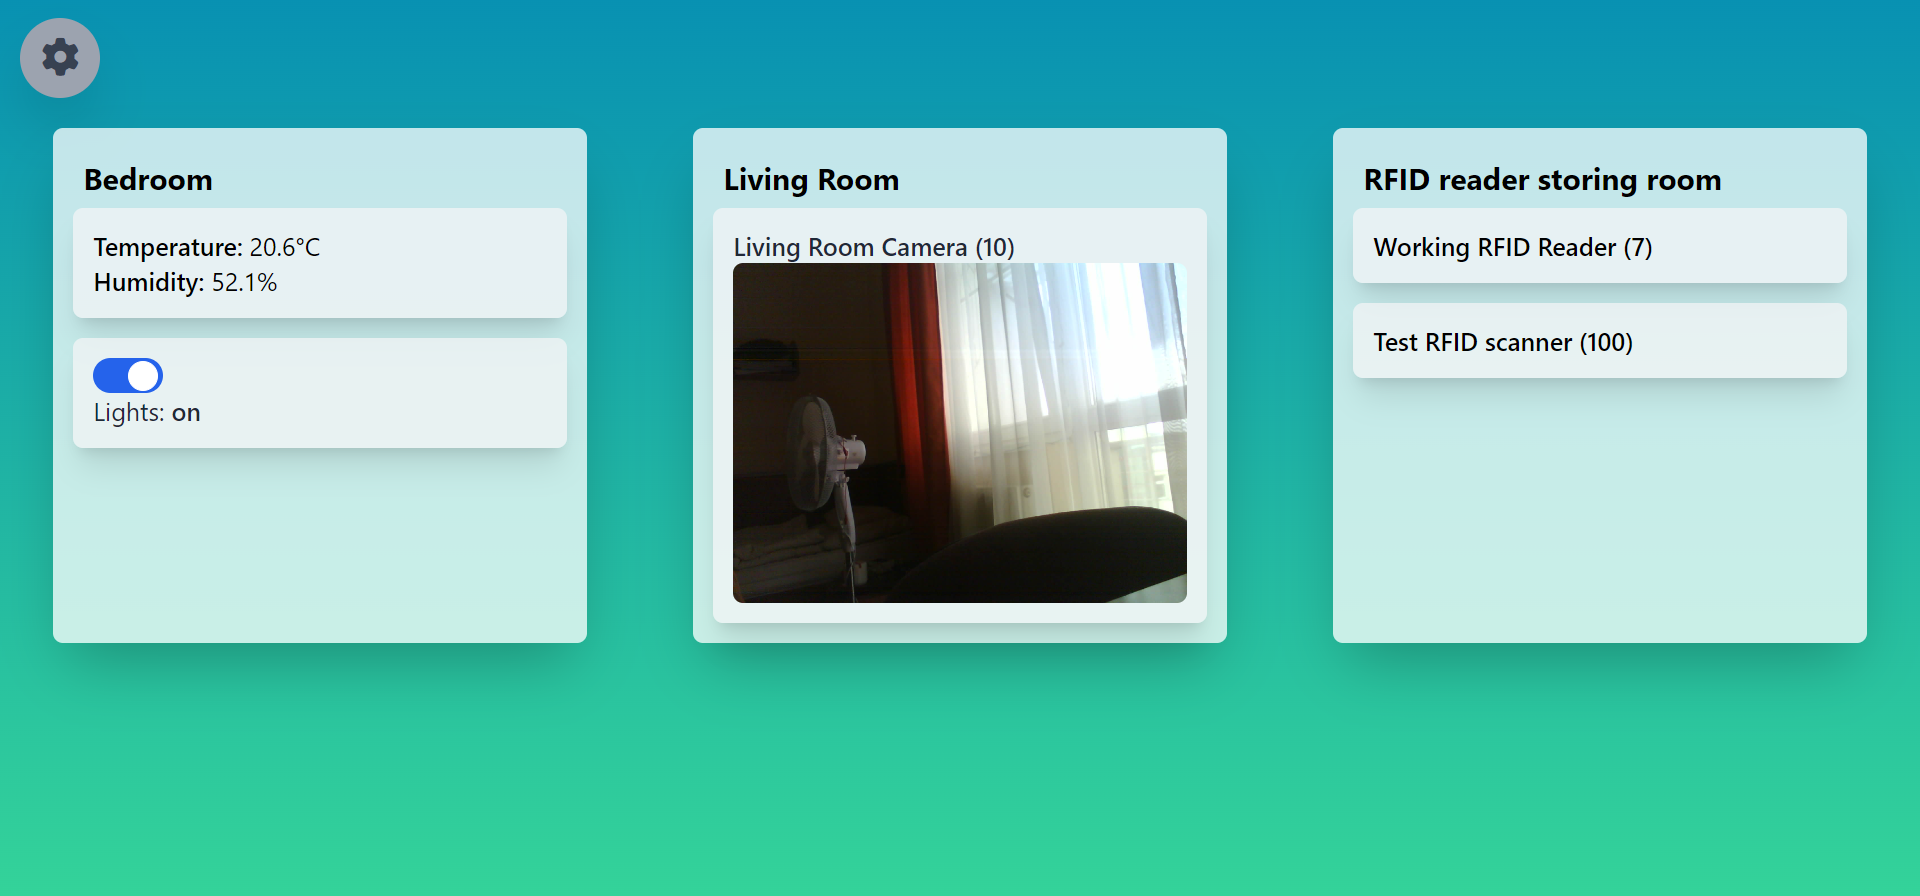 Bedroom
Temperature: 20.6°C
Humidity: 52.1%
Lights: on
Living Room
Living Room Camera (10)
RFID reader storing room
Working RFID Reader (7)
Test RFID scanner (100)